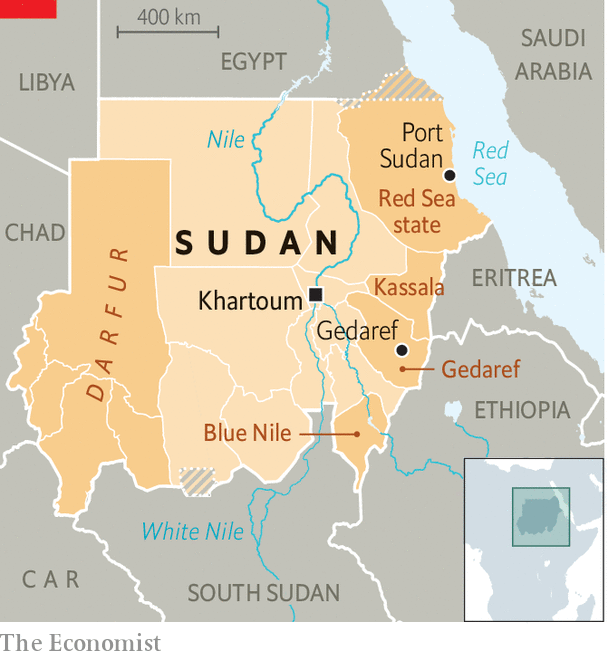 400 km
SAUDI
ARABIA
EGYPT
LIBYA
Nile
Port
Sudan
Red
Sea
Red Sea
state
CHAD
SUDAN
DARFUR
Kassala
ERITREA
Khartoum
Gedaref
Gedaref
ETHIOPIA
Blue Nile
White Nile
CAR
SOUTH SUDAN
The Economist